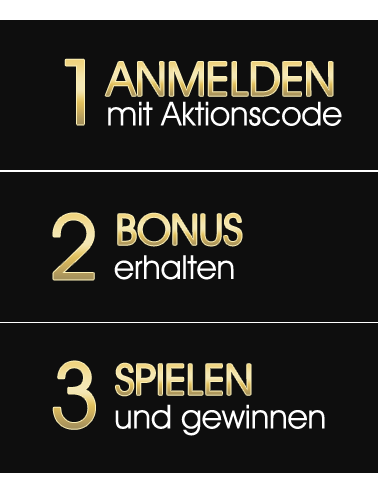 1 ANMELDEN
mit Aktionscode
2 BONUS
erhalten
3 SPIELEN
und gewinnen